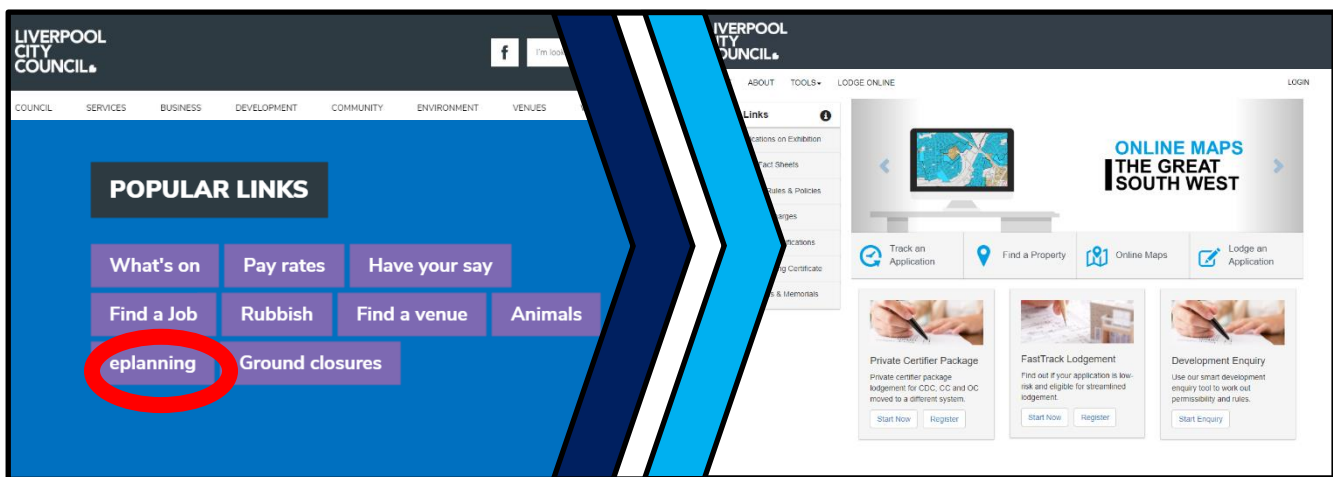 LIVERPOOL
CITY
COUNCIL
f
I'm look
COUNCIL SERVICES BUSINESS DEVELOPMENT COMMUNITY ENVIRONMENT VENUES
POPULAR LINKS
What's on Pay rates Have your say
Find a Job Rubbish Find a venue Animals
eplanning Ground closures
IVERPOOL
ITY
OUNCIL
ABOUT TOOLS LODGE ONLINE LOGIN
Links
cations on Exhibition
Fact Sheets
Rules & Policies
arges
ifications
ng Certificate
s & Memorials
ONLINE MAPS
THE GREAT
SOUTH WEST
Track an
Application
Find a Property
Online Maps
Lodge an
Application
Private Certifier Package
Private certifier package
lodgement for CDC, CC and OC
moved to a different system.
Start Now Register
FastTrack Lodgement
Find out if your application is low-
risk and eligible for streamlined
lodgement.
Start Now Register
Development Enquiry
Use our smart development
enquiry tool to work out
permissibility and rules.
Start Enquiry